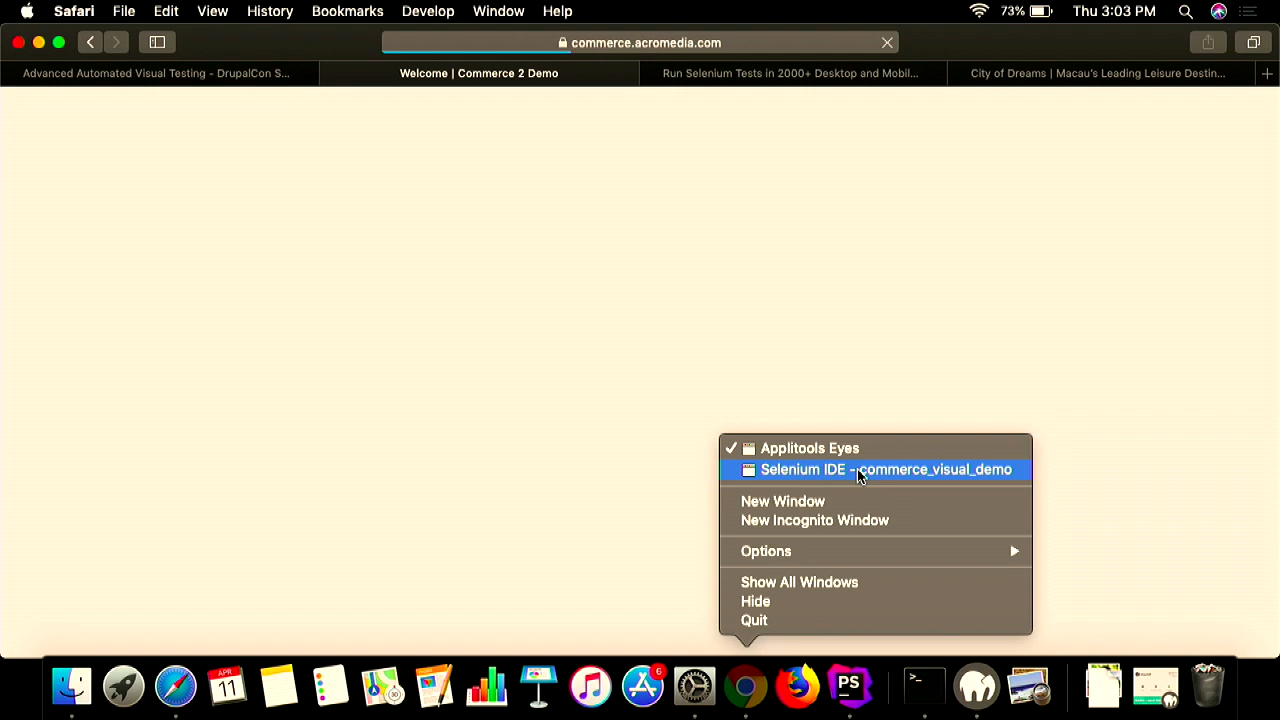 Safari File Edit View History Bookmarks Develop Window Help 73% Thu 3:03 PM
commerce.acromedia.com
Advanced Automated Visual Testing - DrupalCon S... Welcome | Commerce 2 Demo Run Selenium Tests in 2000+ Desktop and Mobil... City of Dreams | Macau's Leading Leisure Destin...
✓ Applitools Eyes
Selenium IDE - commerce_visual_demo
New Window
New Incognito Window
Options
Show All Windows
Hide
Quit
APR
11
6
PS
>_